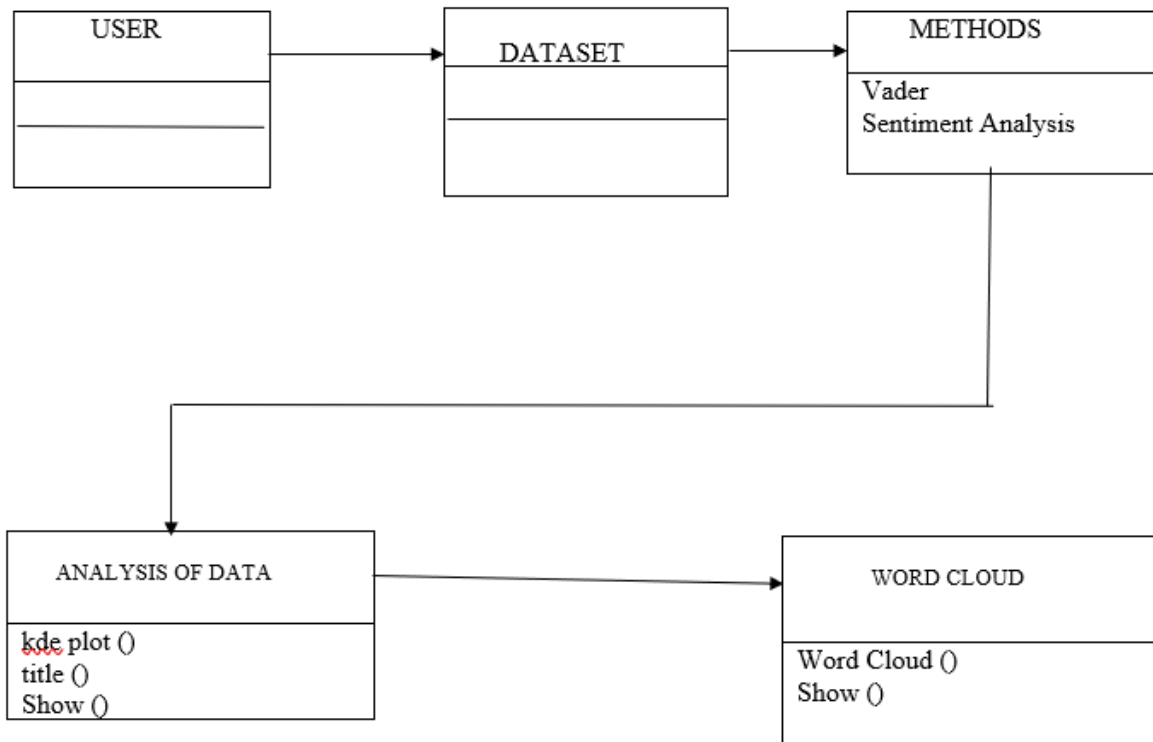 USER
DATASET
METHODS
Vader
Sentiment Analysis
ANALYSIS OF DATA
kde plot ()
title ()
Show ()
WORD CLOUD
Word Cloud ()
Show ()